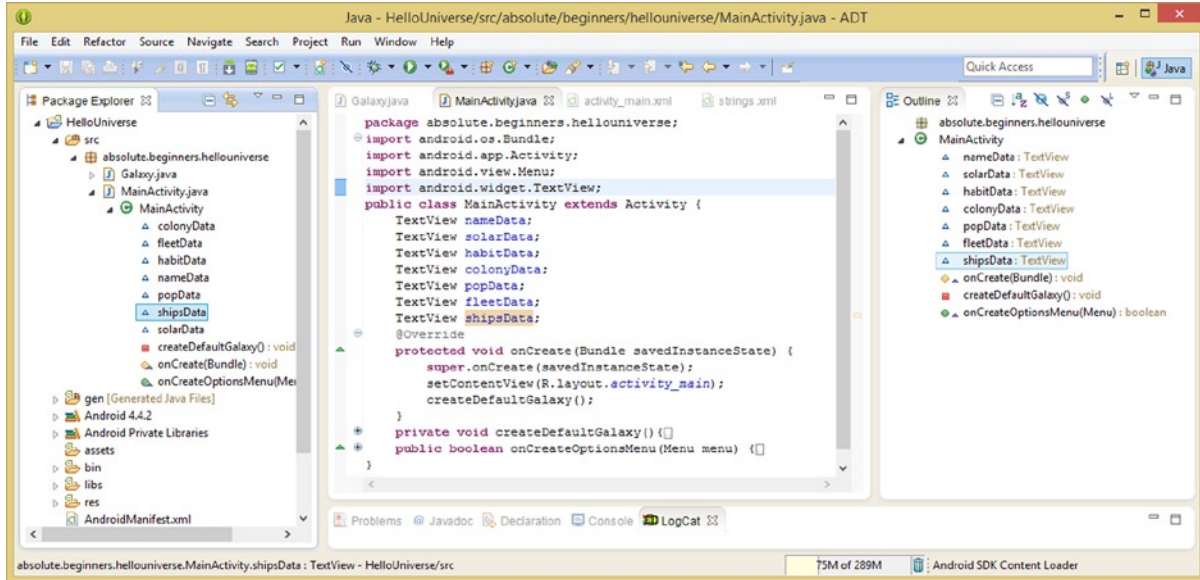 Java - HelloUniverse/src/absolute/beginners/hellouniverse/MainActivity.java - ADT
File Edit Refactor Source Navigate Search Project Run Window Help
Quick Access
Java
Package Explorer
HelloUniverse
src
absolute.beginners.hellouniverse
Galaxy.java
MainActivity.java
MainActivity
colonyData
fleetData
habitData
nameData
popData
shipsData
solarData
createDefaultGalaxy() : void
onCreate(Bundle) : void
onCreateOptionsMenu(Mer
gen [Generated Java Files]
Android 4.4.2
Android Private Libraries
assets
bin
libs
res
AndroidManifest.xml
Galaxy.java MainActivity.java activity_main.xml strings.xml
package absolute.beginners.hellouniverse;
import android.os.Bundle;
import android.app.Activity;
import android.view.Menu;
import android.widget.TextView;
public class MainActivity extends Activity {
TextView nameData;
TextView solarData;
TextView habitData;
TextView colonyData;
TextView popData;
TextView fleetData;
TextView shipsData;
@Override
protected void onCreate(Bundle savedInstanceState) {
super.onCreate(savedInstanceState);
setContentView(R.layout.activity_main);
createDefaultGalaxy();
}
private void createDefaultGalaxy(){
public boolean onCreateOptionsMenu(Menu menu) {
}
Outline
absolute.beginners.hellouniverse
MainActivity
nameData : TextView
solarData : TextView
habitData : TextView
colonyData : TextView
popData : TextView
fleetData : TextView
shipsData : TextView
onCreate(Bundle) : void
createDefaultGalaxy() : void
onCreateOptionsMenu(Menu) : boolean
Problems @ Javadoc Declaration Console LogCat
absolute.beginners.hellouniverse.MainActivity.shipsData : TextView - HelloUniverse/src
75M of 289M
Android SDK Content Loader